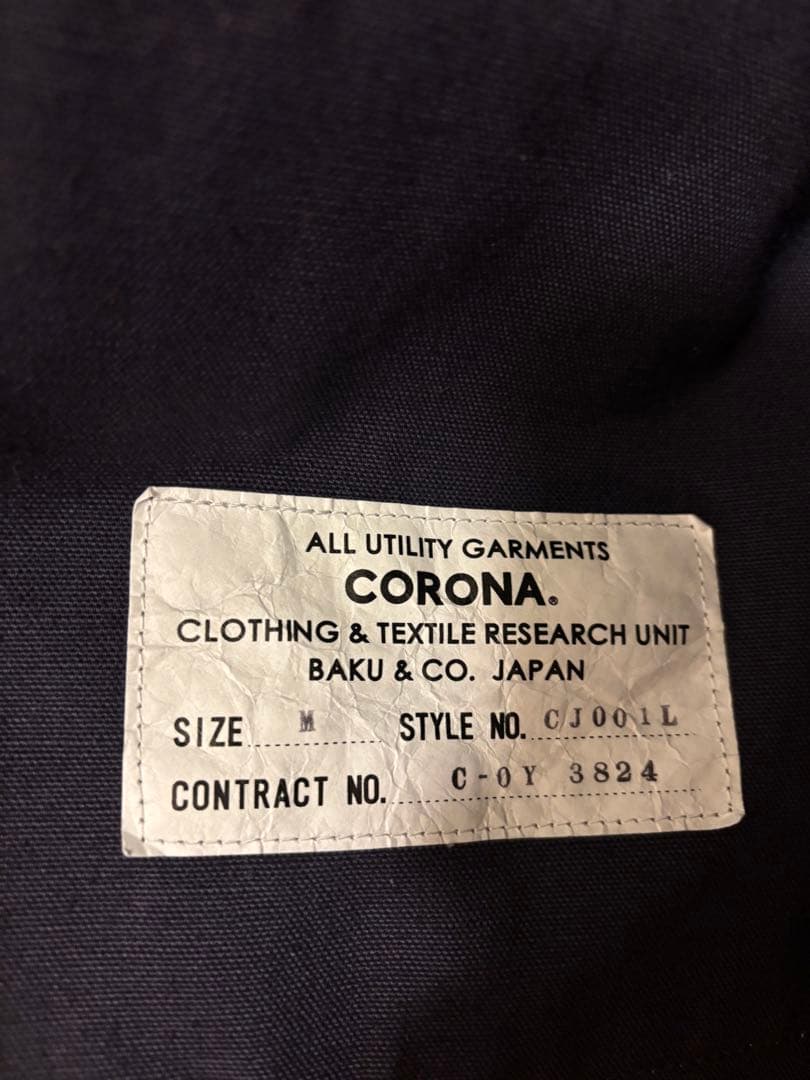 ALL UTILITY GARMENTS
CORONA®
CLOTHING & TEXTILE RESEARCH UNIT
BAKU & CO. JAPAN
SIZE M STYLE NO. CJ001L
CONTRACT NO. C-0Y 3824